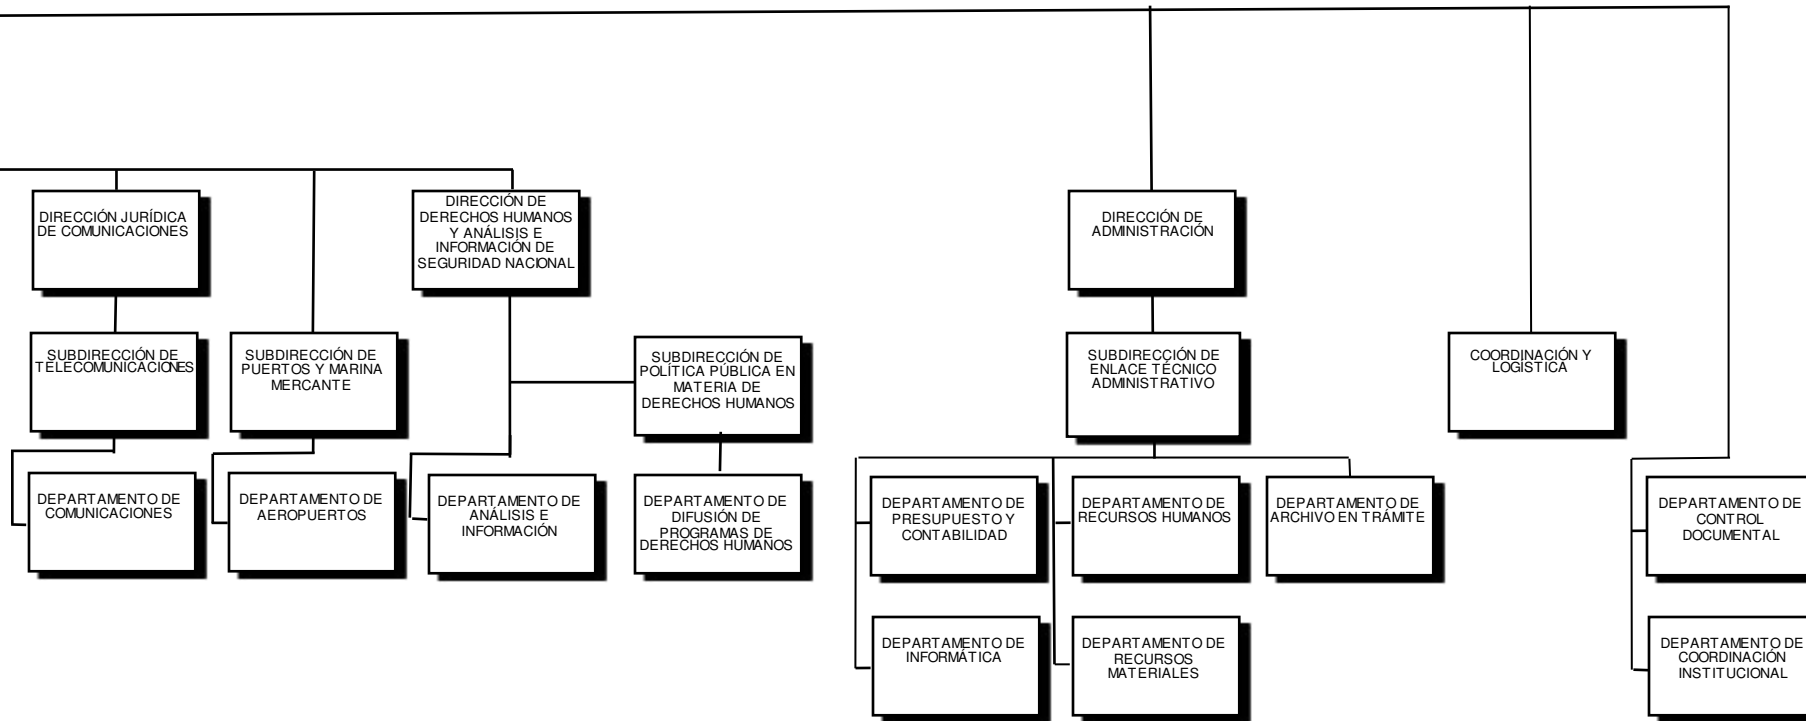 DIRECCIÓN JURÍDICA
DE COMUNICACIONES
DIRECCIÓN DE
DERECHOS HUMANOS
Y ANÁLISIS E
INFORMACIÓN DE
SEGURIDAD NACIONAL
DIRECCIÓN DE
ADMINISTRACIÓN
SUBDIRECCIÓN DE
TELECOMUNICACIONES
SUBDIRECCIÓN DE
PUERTOS Y MARINA
MERCANTE
SUBDIRECCIÓN DE
POLÍTICA PÚBLICA EN
MATERIA DE
DERECHOS HUMANOS
SUBDIRECCIÓN DE
ENLACE TÉCNICO
ADMINISTRATIVO
COORDINACIÓN Y
LOGÍSTICA
DEPARTAMENTO DE
COMUNICACIONES
DEPARTAMENTO DE
AEROPUERTOS
DEPARTAMENTO DE
ANÁLISIS E
INFORMACIÓN
DEPARTAMENTO DE
DIFUSIÓN DE
PROGRAMAS DE
DERECHOS HUMANOS
DEPARTAMENTO DE
PRESUPUESTO Y
CONTABILIDAD
DEPARTAMENTO DE
RECURSOS HUMANOS
DEPARTAMENTO DE
ARCHIVO EN TRÁMITE
DEPARTAMENTO DE
CONTROL
DOCUMENTAL
DEPARTAMENTO DE
INFORMÁTICA
DEPARTAMENTO DE
RECURSOS
MATERIALES
DEPARTAMENTO DE
COORDINACIÓN
INSTITUCIONAL